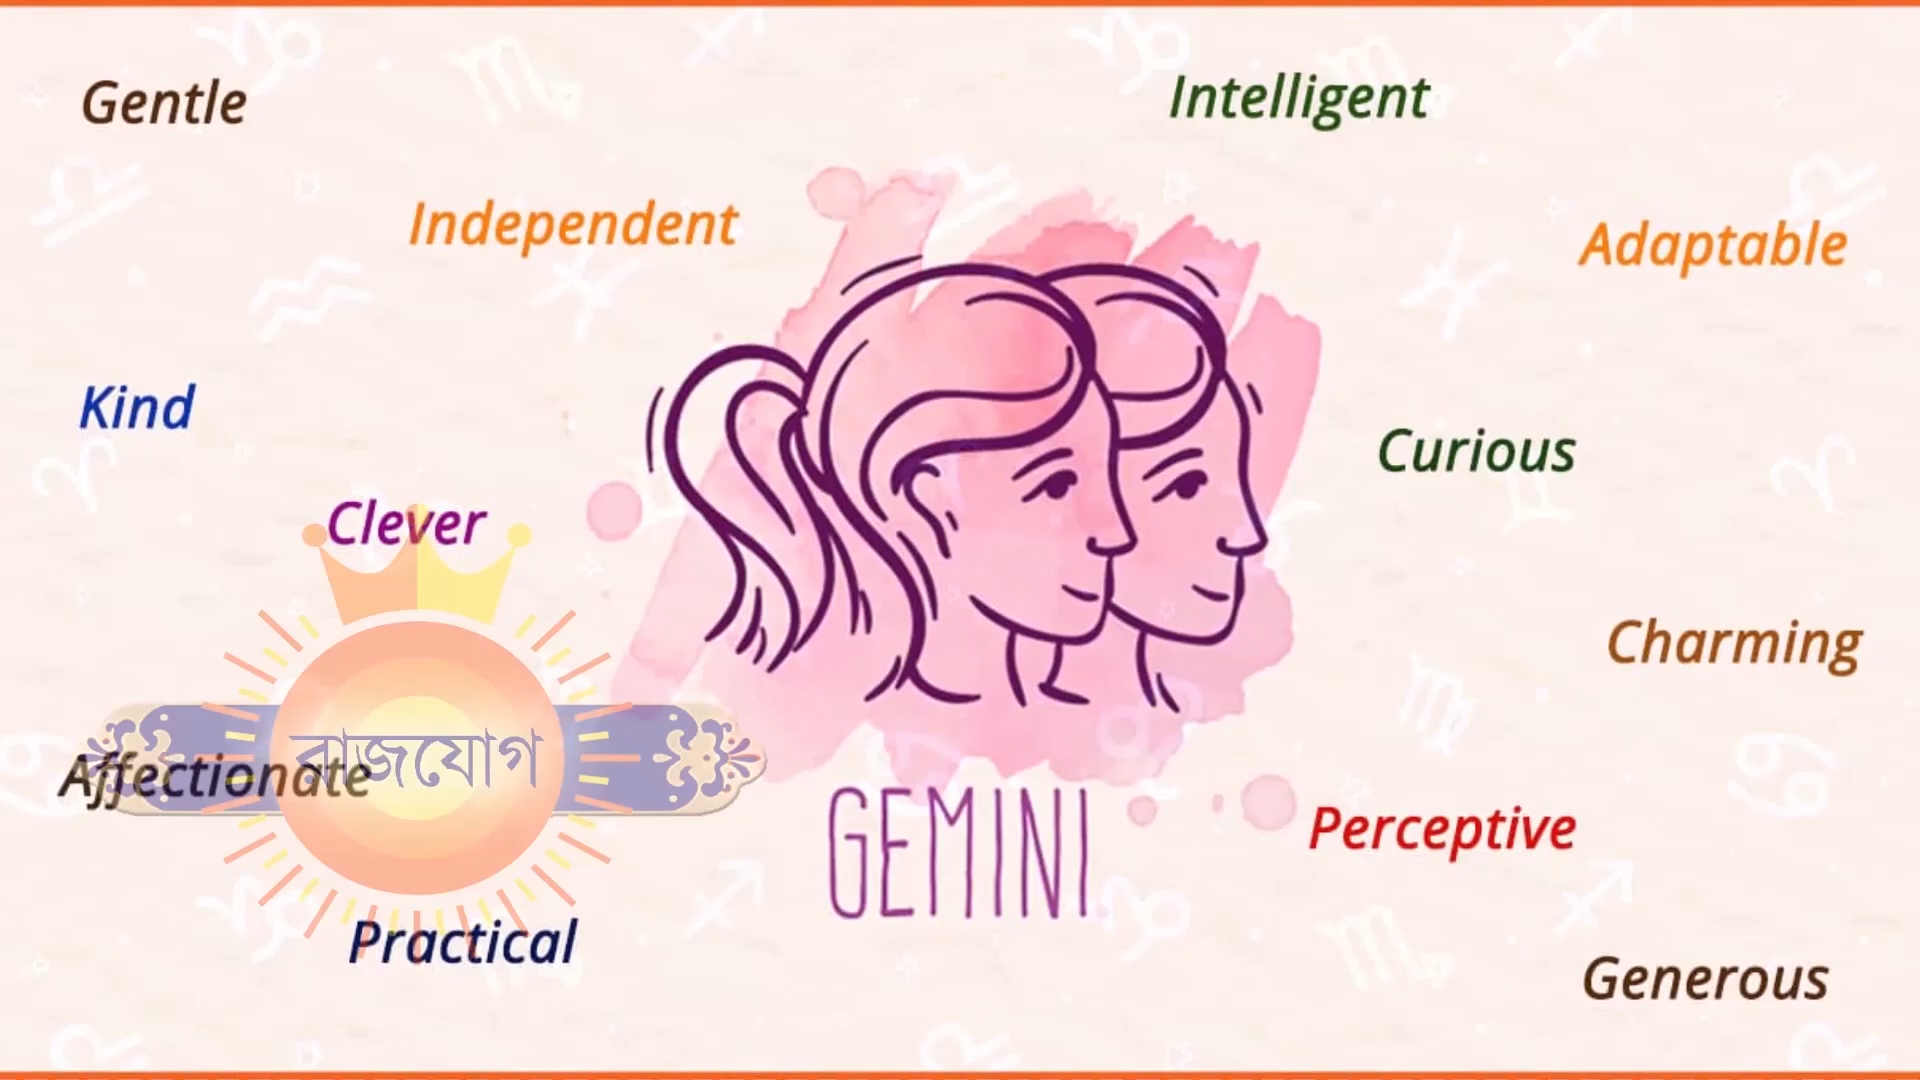 Gentle
Intelligent
Independent
Adaptable
Kind
Curious
Clever
Charming
Affectionate
রাজযোগ
GEMINI
Perceptive
Practical
Generous